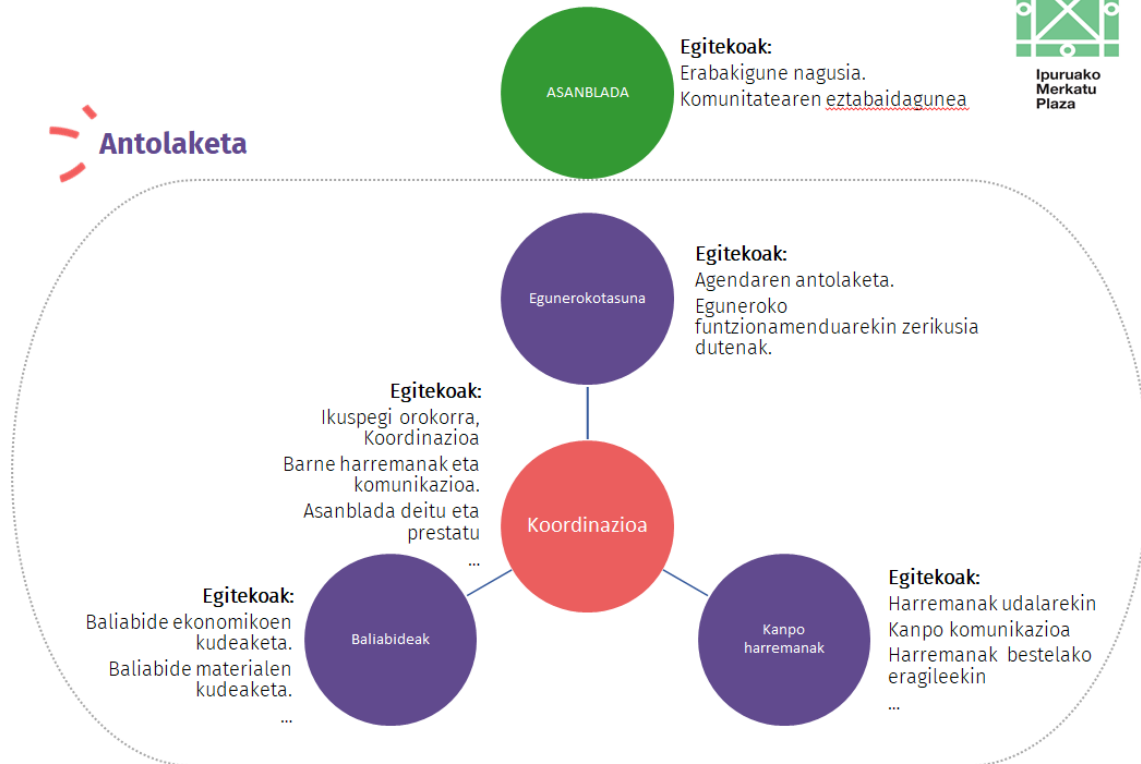 ASANBLADA
Egitekoak:
Erabakigune nagusia.
Komunitatearen eztabaidagunea
Ipuruako
Merkatu
Plaza
Antolaketa
Egunerokotasuna
Egitekoak:
Agendaren antolaketa.
Eguneroko
funtzionamenduarekin zerikusia
dutenak.
Egitekoak:
Ikuspegi orokorra,
Koordinazioa
Barne harremanak eta
komunikazioa.
Asanblada deitu eta
prestatu
...
Koordinazioa
Egitekoak:
Baliabide ekonomikoen
kudeaketa.
Baliabide materialen
kudeaketa.
...
Baliabideak
Kanpo
harremanak
Egitekoak:
Harremanak udalarekin
Kanpo komunikazioa
Harremanak bestelako
eragileekin
...